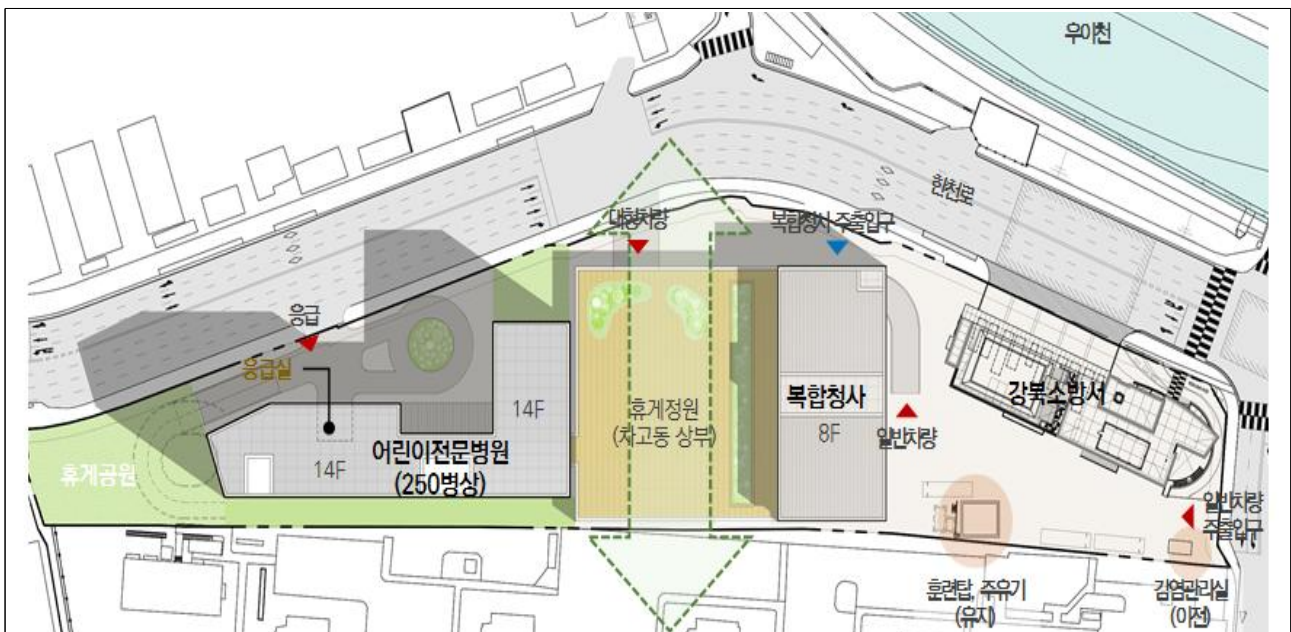 우이천
한천로
대형차량
복합청사 주출입구
응급
응급실
14F
휴게정원
(차고동 상부)
복합청사
8F
일반차량
강북소방서
어린이전문병원
(250병상)
14F
휴게공원
일반차량
주출입구
훈련탑, 주유기
(유지)
감염관리실
(이전)